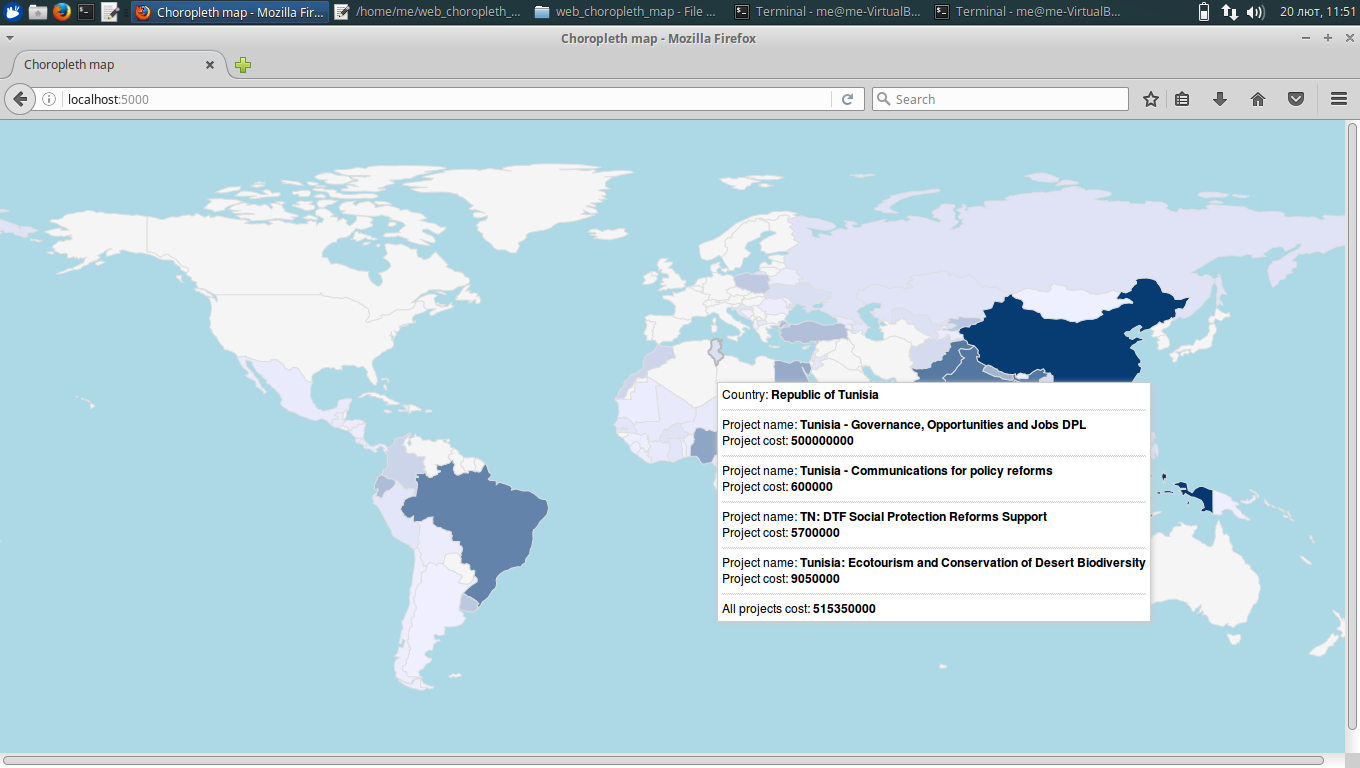 Choropleth map - Mozilla Fir...
/home/me/web_choropleth_...
web_choropleth_map - File ...
Terminal - me@me-VirtualB...
Terminal - me@me-VirtualB...
20 лют, 11:51
Choropleth map - Mozilla Firefox
Choropleth map
localhost:5000
Search
Country: Republic of Tunisia
Project name: Tunisia - Governance, Opportunities and Jobs DPL
Project cost: 500000000
Project name: Tunisia - Communications for policy reforms
Project cost: 600000
Project name: TN: DTF Social Protection Reforms Support
Project cost: 5700000
Project name: Tunisia: Ecotourism and Conservation of Desert Biodiversity
Project cost: 9050000
All projects cost: 515350000